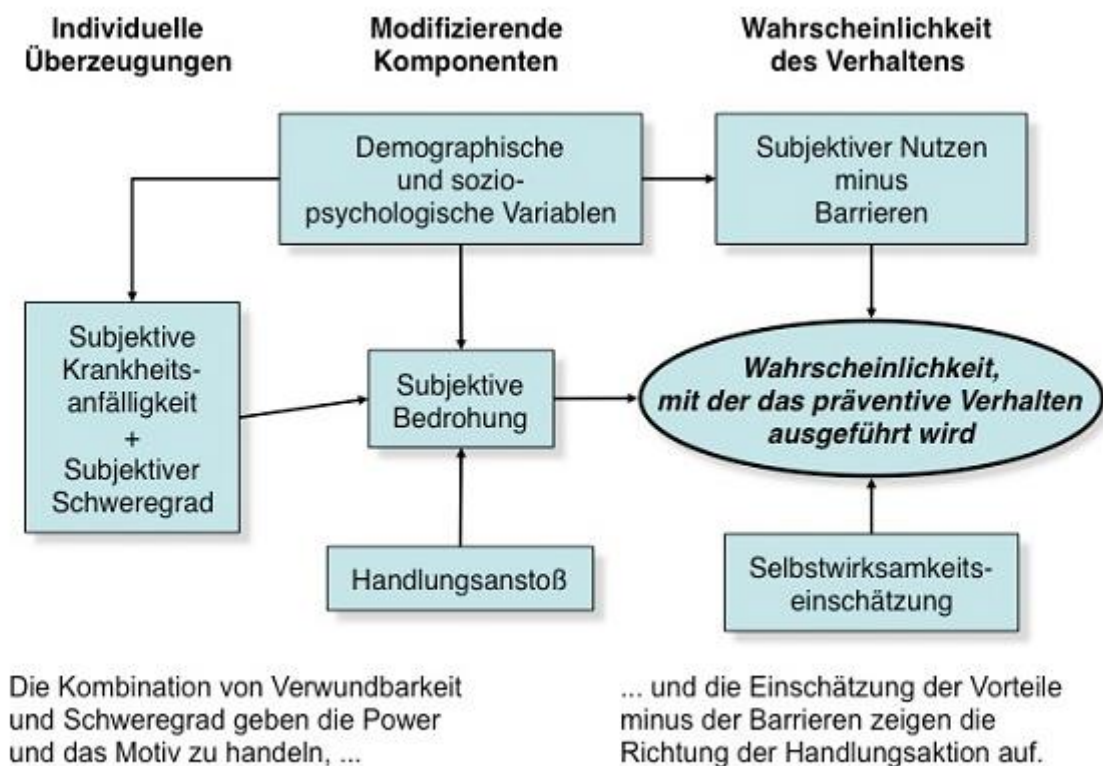 Individuelle
Überzeugungen
Modifizierende
Komponenten
Wahrscheinlichkeit
des Verhaltens
Demographische
und sozio-
psychologische Variablen
Subjektiver Nutzen
minus
Barrieren
Subjektive
Krankheits-
anfälligkeit
+
Subjektiver
Schweregrad
Subjektive
Bedrohung
Wahrscheinlichkeit,
mit der das präventive Verhalten
ausgeführt wird
Handlungsanstoß
Selbstwirksamkeits-
einschätzung
Die Kombination von Verwundbarkeit
und Schweregrad geben die Power
und das Motiv zu handeln, ...
... und die Einschätzung der Vorteile
minus der Barrieren zeigen die
Richtung der Handlungsaktion auf.